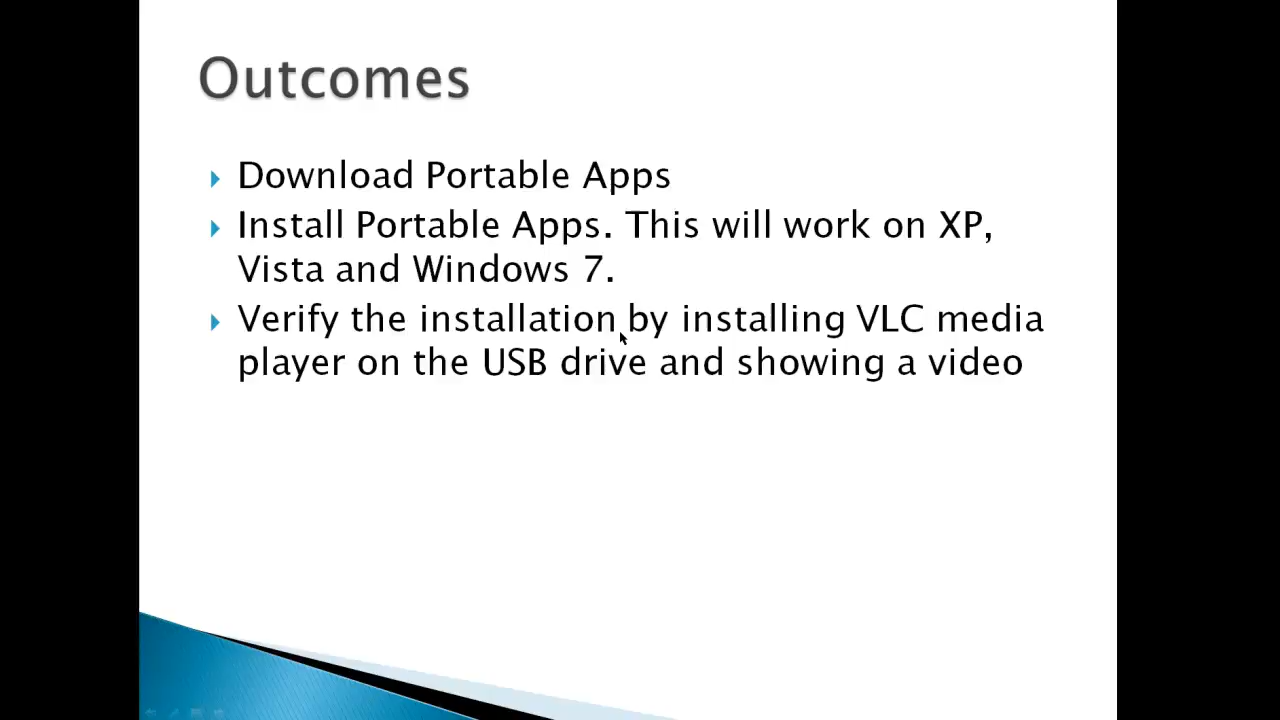 Outcomes
Download Portable Apps
Install Portable Apps. This will work on XP,
Vista and Windows 7.
Verify the installation by installing VLC media
player on the USB drive and showing a video